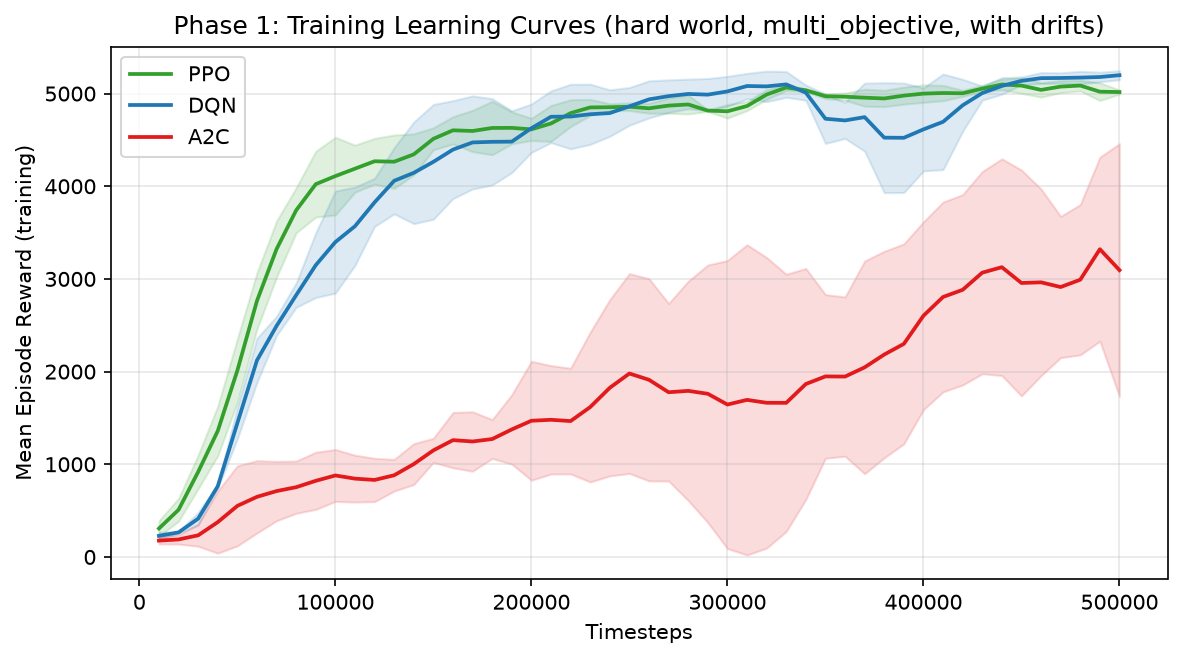 Phase 1: Training Learning Curves (hard world, multi_objective, with drifts)
PPO
DQN
A2C
Mean Episode Reward (training)
5000
4000
3000
2000
1000
0
0 100000 200000 300000 400000 500000
Timesteps